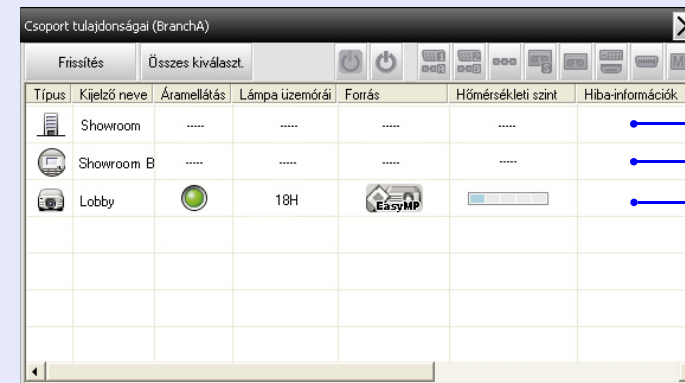 Csoport tulajdonságai (BranchA)
Frissítés Összes kiválaszt.
Típus Kijelző neve Áramellátás Lámpa üzemórái Forrás Hőmérsékleti szint Hiba-információk
Showroom ----- ----- ----- -----
Showroom B ----- ----- ----- -----
Lobby 18H EasyMP